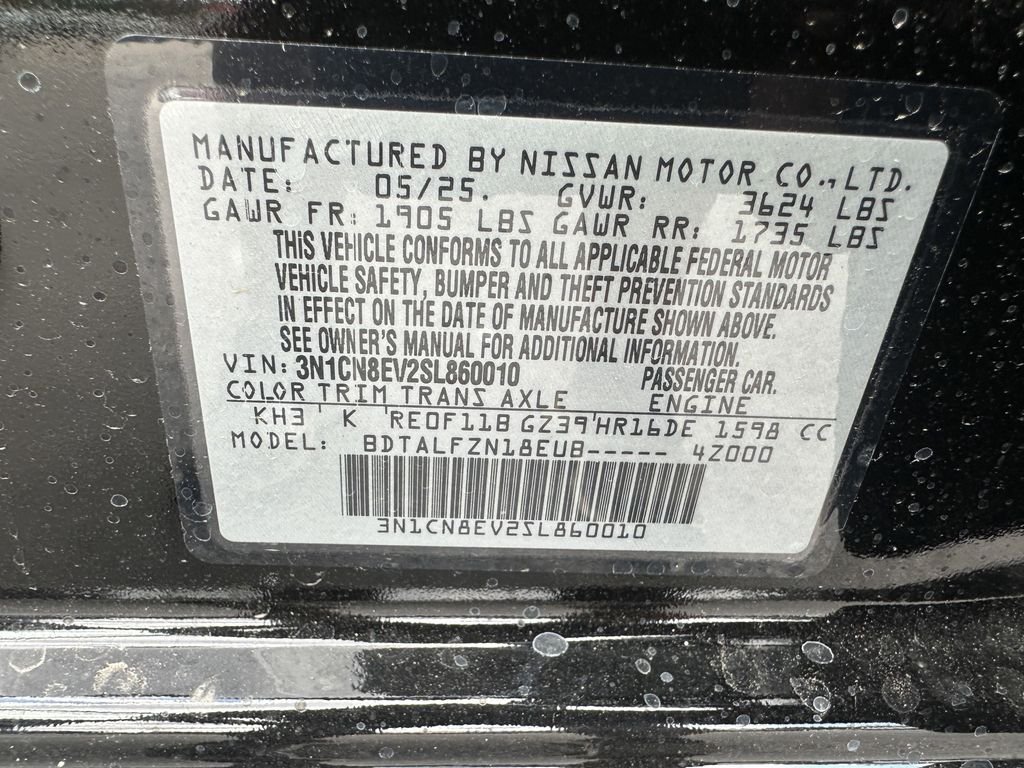 MANUFACTURED BY NISSAN MOTOR CO., LTD.
DATE: 05/25. GVWR: 3624 LBS
GAWR FR: 1905 LBS GAWR RR: 1735 LBS
THIS VEHICLE CONFORMS TO ALL APPLICABLE FEDERAL MOTOR
VEHICLE SAFETY, BUMPER AND THEFT PREVENTION STANDARDS
IN EFFECT ON THE DATE OF MANUFACTURE SHOWN ABOVE.
SEE OWNER'S MANUAL FOR ADDITIONAL INFORMATION.
VIN: 3N1CN8EV2SL860010 PASSENGER CAR.
COLOR TRIM TRANS AXLE ENGINE
KH3 ' K ' RE0F11B GZ39'HR16DE 1598 CC
MODEL: BDTALFZN18EUB----- 4Z000
3N1CN8EV2SL860010